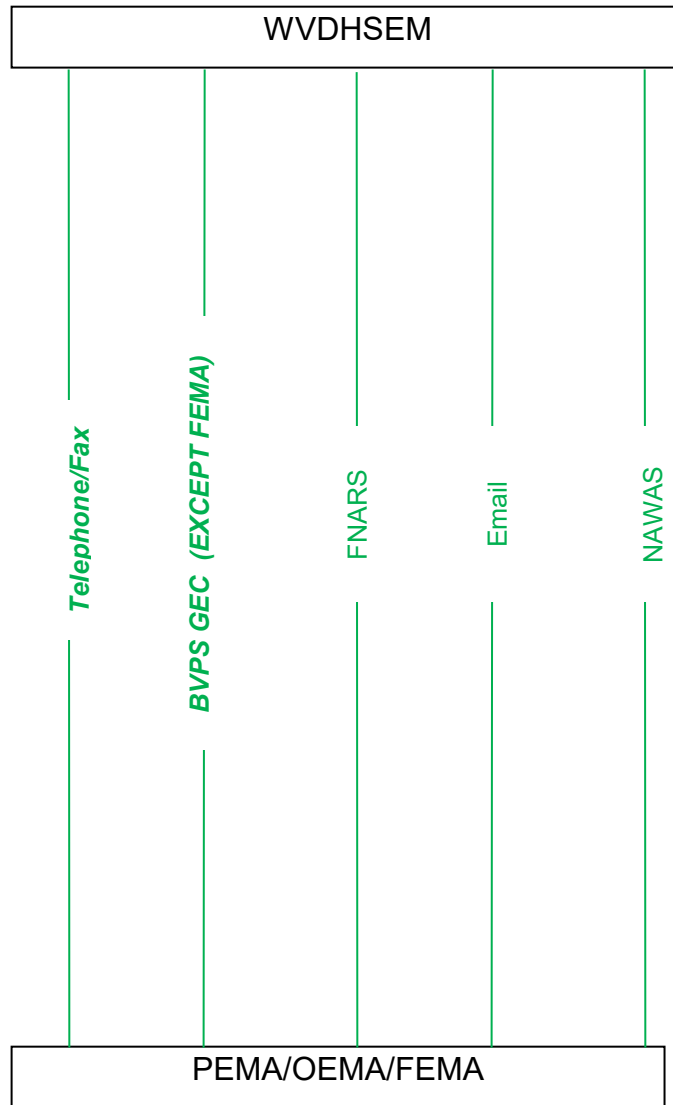 WVDHSEM
Telephone/Fax
BVPS GEC (EXCEPT FEMA)
FNARS
Email
NAWAS
PEMA/OEMA/FEMA